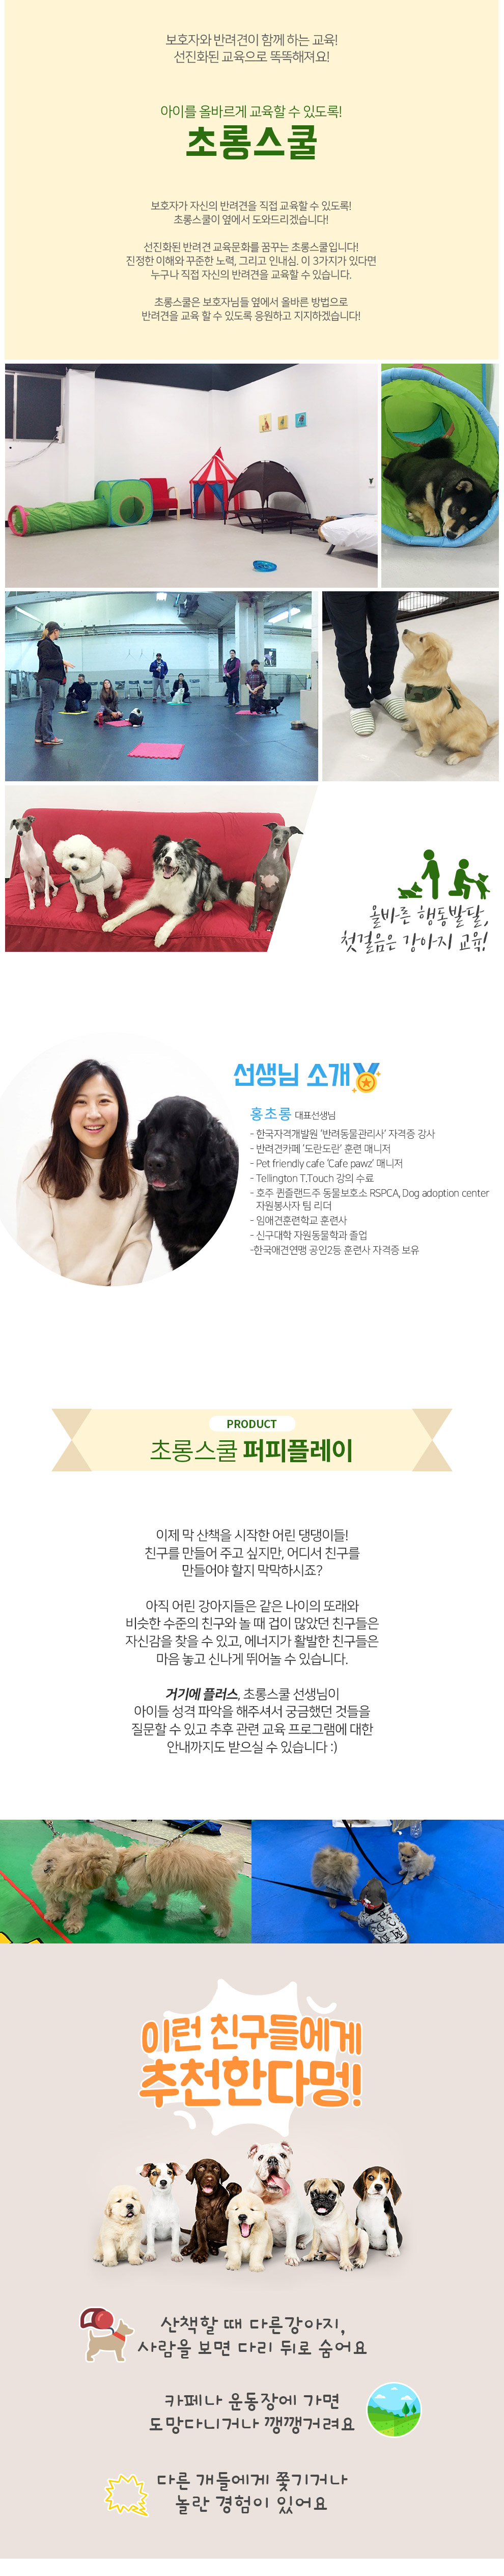 보호자와 반려견이 함께 하는 교육!
선진화된 교육으로 똑똑해져요!
아이를 올바르게 교육할 수 있도록!
초롱스쿨
보호자가 자신의 반려견을 직접 교육할 수 있도록!
초롱스쿨이 옆에서 도와드리겠습니다!
선진화된 반려견 교육문화를 꿈꾸는 초롱스쿨입니다!
진정한 이해와 꾸준한 노력, 그리고 인내심. 이 3가지가 있다면
누구나 직접 자신의 반려견을 교육할 수 있습니다.
초롱스쿨은 보호자님들 옆에서 올바른 방법으로
반려견을 교육 할 수 있도록 응원하고 지지하겠습니다!
올바른 행동발달,
첫걸음은 강아지 교육!
선생님 소개
홍초롱 대표선생님
- 한국자격개발원 '반려동물관리사' 자격증 강사
- 반려견카페 '도란도란' 훈련 매니저
- Pet friendly cafe 'Cafe pawz' 매니저
- Tellington T.Touch 강의 수료
- 호주 퀸즐랜드주 동물보호소 RSPCA, Dog adoption center
자원봉사자 팀 리더
- 임애견훈련학교 훈련사
- 신구대학 자원동물학과 졸업
-한국애견연맹 공인2등 훈련사 자격증 보유
PRODUCT
초롱스쿨 퍼피플레이
이제 막 산책을 시작한 어린 댕댕이들!
친구를 만들어 주고 싶지만, 어디서 친구를
만들어야 할지 막막하시죠?
아직 어린 강아지들은 같은 나이의 또래와
비슷한 수준의 친구와 놀 때 겁이 많았던 친구들은
자신감을 찾을 수 있고, 에너지가 활발한 친구들은
마음 놓고 신나게 뛰어놀 수 있습니다.
거기에 플러스, 초롱스쿨 선생님이
아이들 성격 파악을 해주셔서 궁금했던 것들을
질문할 수 있고 추후 관련 교육 프로그램에 대한
안내까지도 받으실 수 있습니다 :)
이런 친구들에게
추천한다멍!
산책할 때 다른강아지,
사람을 보면 다리 뒤로 숨어요
카페나 운동장에 가면
도망다니거나 깽깽거려요
다른 개들에게 쫓기거나
놀란 경험이 있어요